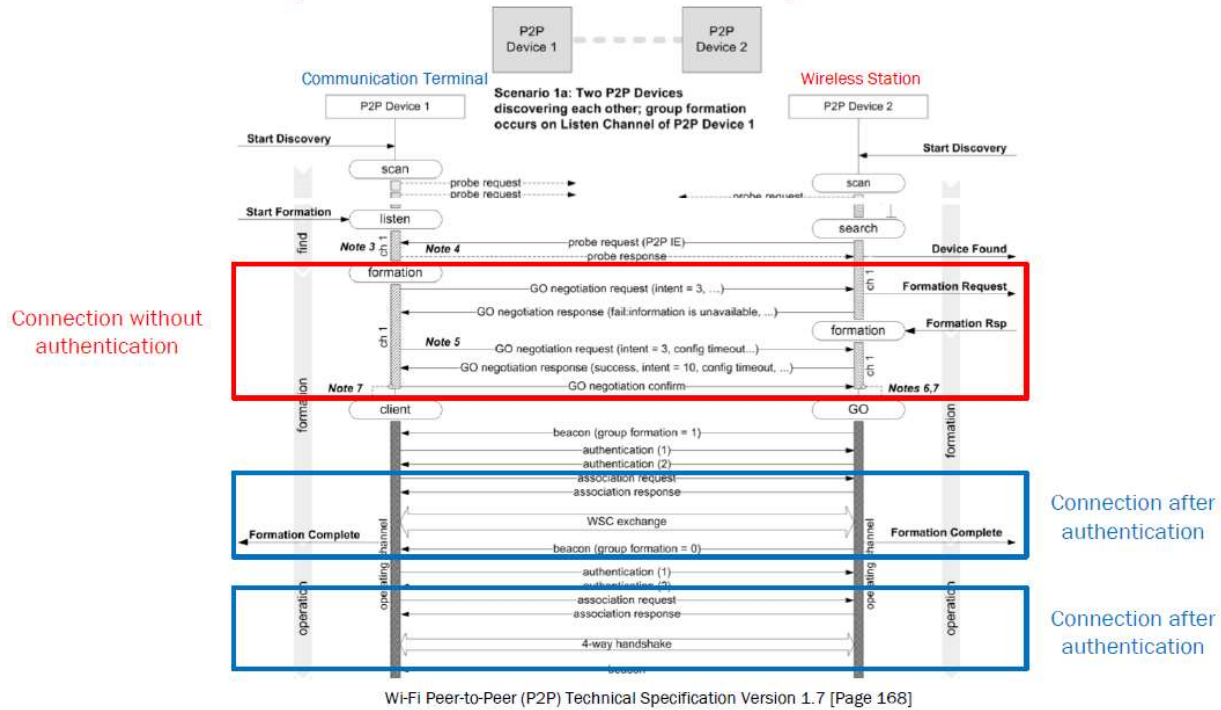 P2P
Device 1
P2P
Device 2
Communication Terminal
Wireless Station
Scenario 1a: Two P2P Devices
discovering each other; group formation
occurs on Listen Channel of P2P Device 1
P2P Device 1
P2P Device 2
Start Discovery
Start Discovery
scan
scan
probe request
probe request
probe request
Start Formation
listen
search
find
Note 3
ch 1
Note 4
probe request (P2P IE)
probe response
Device Found
formation
ch 1
GO negotiation request (intent = 3, ...)
Formation Request
Connection without
authentication
GO negotiation response (fail:information is unavailable, ...)
formation
Formation Rsp
ch 1
Note 5
GO negotiation request (intent = 3, config timeout...)
ch 1
GO negotiation response (success, intent = 10, config timeout, ...)
Note 7
GO negotiation confirm
Notes 6,7
formation
client
GO
formation
beacon (group formation = 1)
authentication (1)
authentication (2)
association request
association response
Connection after
authentication
WSC exchange
Formation Complete
Formation Complete
beacon (group formation = 0)
operating channel
operating channel
authentication (1)
association request
association response
operation
operation
Connection after
authentication
4-way handshake
Wi-Fi Peer-to-Peer (P2P) Technical Specification Version 1.7 [Page 168]